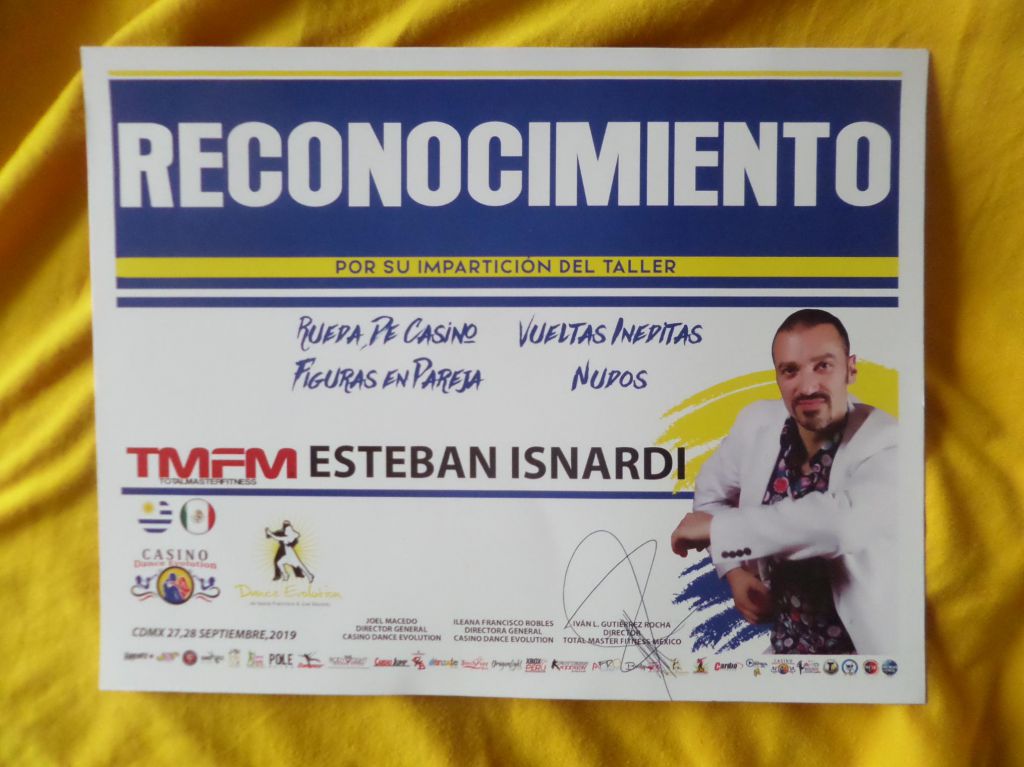 RECONOCIMIENTO
POR SU IMPARTICIÓN DEL TALLER
RUEDA DE CASINO VUELTAS INEDITAS
FIGURAS EN PAREJA NUDOS
TMFM ESTEBAN ISNARDI
TOTALMASTERFITNESS
CASINO
Dance Evolution
Dance Evolution
JOEL MACEDO
DIRECTOR GENERAL
CASINO DANCE EVOLUTION
ILEANA FRANCISCO ROBLES
DIRECTORA GENERAL
CASINO DANCE EVOLUTION
IVÁN L. GUTIÉRREZ ROCHA
DIRECTOR
TOTAL MASTER FITNESS MÉXICO
CDMX 27,28 SEPTIEMBRE,2019
POLE
XBOX
PERU